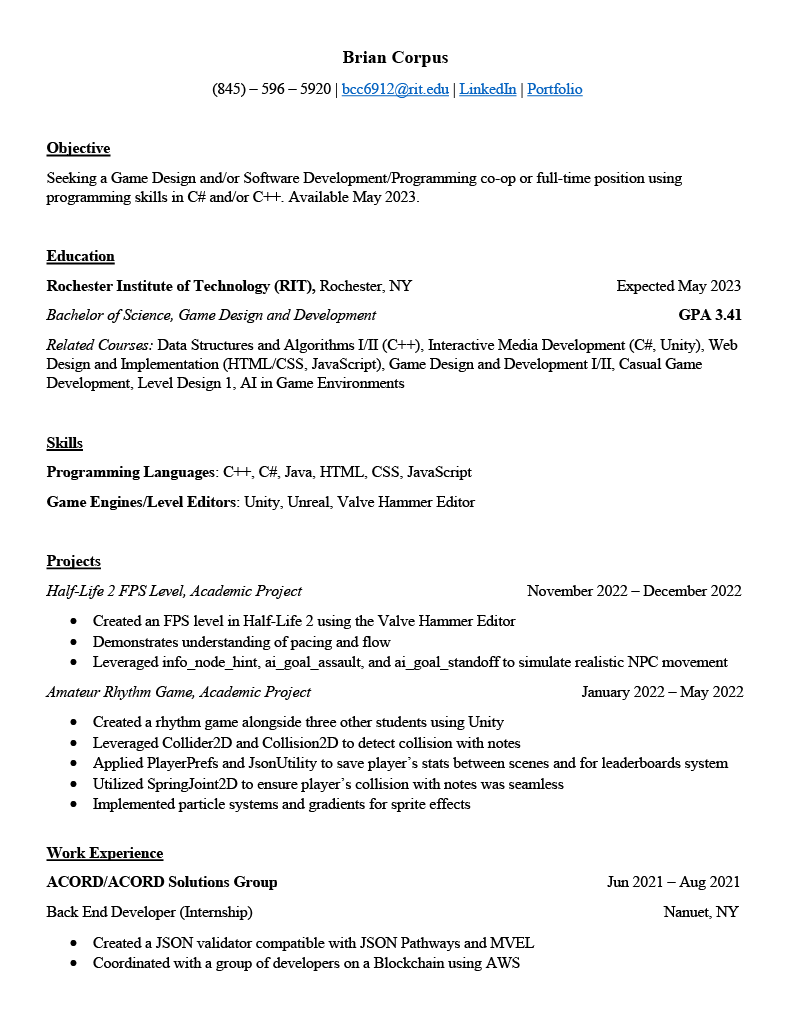 Brian Corpus
(845) – 596 – 5920 | bcc6912@rit.edu | LinkedIn | Portfolio
Objective
Seeking a Game Design and/or Software Development/Programming co-op or full-time position using
programming skills in C# and/or C++. Available May 2023.
Education
Rochester Institute of Technology (RIT), Rochester, NY Expected May 2023
Bachelor of Science, Game Design and Development GPA 3.41
Related Courses: Data Structures and Algorithms I/II (C++), Interactive Media Development (C#, Unity), Web
Design and Implementation (HTML/CSS, JavaScript), Game Design and Development I/II, Casual Game
Development, Level Design 1, AI in Game Environments
Skills
Programming Languages: C++, C#, Java, HTML, CSS, JavaScript
Game Engines/Level Editors: Unity, Unreal, Valve Hammer Editor
Projects
Half-Life 2 FPS Level, Academic Project November 2022 – December 2022
• Created an FPS level in Half-Life 2 using the Valve Hammer Editor
• Demonstrates understanding of pacing and flow
• Leveraged info_node_hint, ai_goal_assault, and ai_goal_standoff to simulate realistic NPC movement
Amateur Rhythm Game, Academic Project January 2022 – May 2022
• Created a rhythm game alongside three other students using Unity
• Leveraged Collider2D and Collision2D to detect collision with notes
• Applied PlayerPrefs and JsonUtility to save player's stats between scenes and for leaderboards system
• Utilized SpringJoint2D to ensure player's collision with notes was seamless
• Implemented particle systems and gradients for sprite effects
Work Experience
ACORD/ACORD Solutions Group Jun 2021 – Aug 2021
Back End Developer (Internship) Nanuet, NY
• Created a JSON validator compatible with JSON Pathways and MVEL
• Coordinated with a group of developers on a Blockchain using AWS